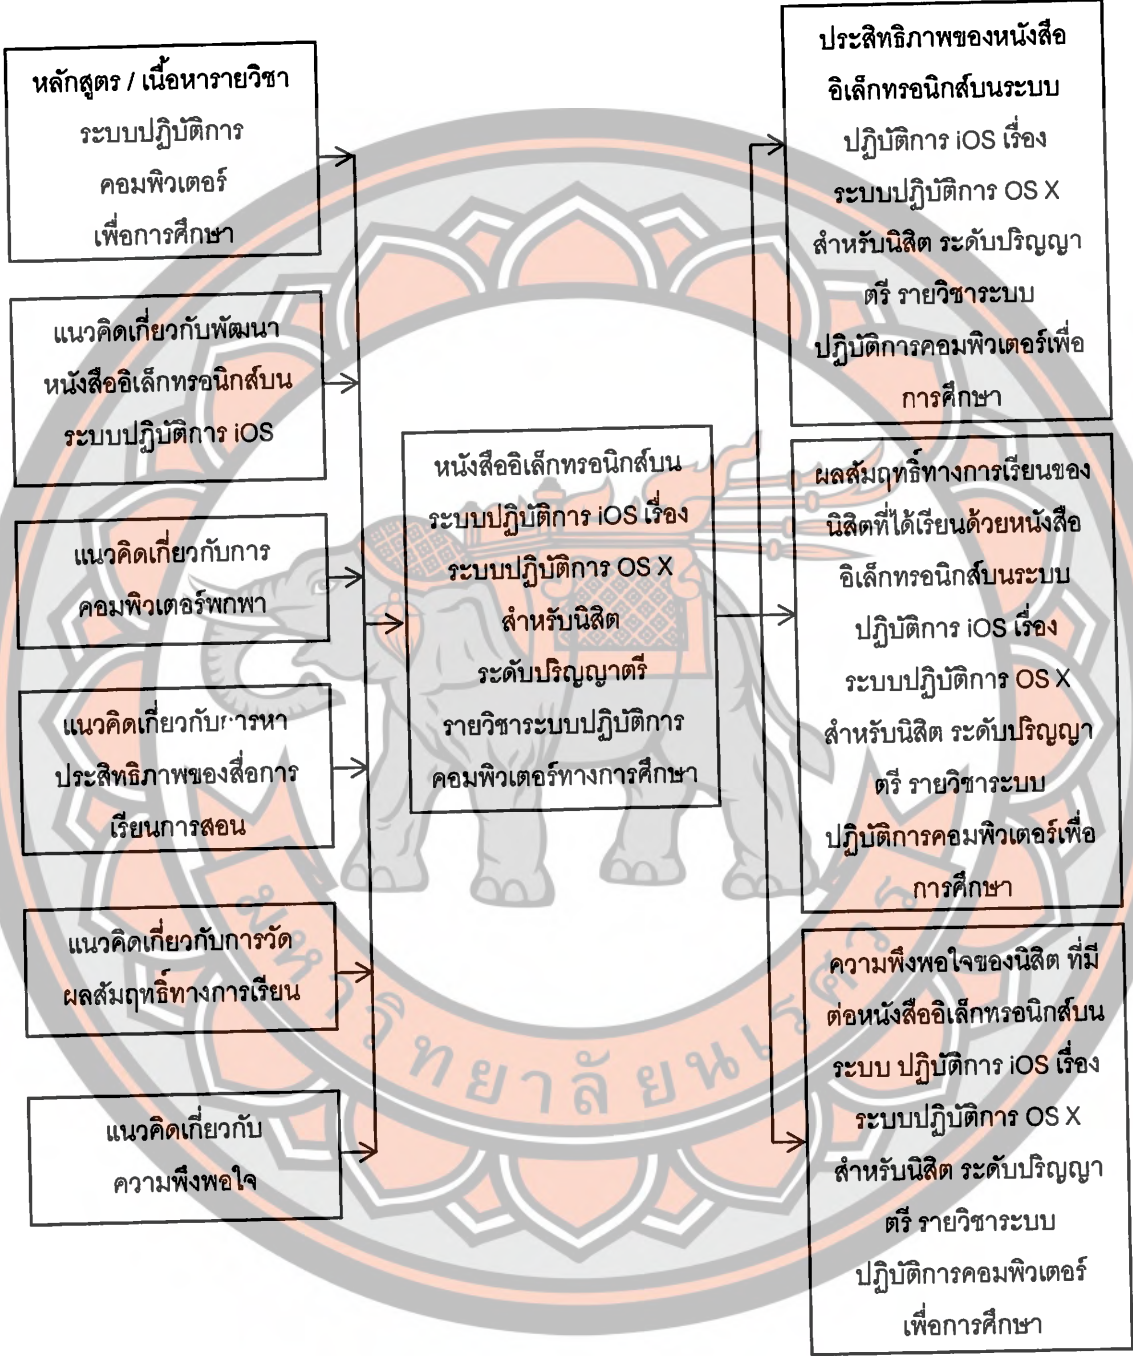 หลักสูตร / เนื้อหารายวิชา
ระบบปฏิบัติการ
คอมพิวเตอร์
เพื่อการศึกษา
แนวคิดเกี่ยวกับพัฒนา
หนังสืออิเล็กทรอนิกส์บน
ระบบปฏิบัติการ iOS
แนวคิดเกี่ยวกับการ
คอมพิวเตอร์พกพา
แนวคิดเกี่ยวกับการหา
ประสิทธิภาพของสื่อการ
เรียนการสอน
แนวคิดเกี่ยวกับการวัด
ผลสัมฤทธิ์ทางการเรียน
แนวคิดเกี่ยวกับ
ความพึงพอใจ
หนังสืออิเล็กทรอนิกส์บน
ระบบปฏิบัติการ iOS เรื่อง
ระบบปฏิบัติการ OS X
สำหรับนิสิต
ระดับปริญญาตรี
รายวิชาระบบปฏิบัติการ
คอมพิวเตอร์ทางการศึกษา
ประสิทธิภาพของหนังสือ
อิเล็กทรอนิกส์บนระบบ
ปฏิบัติการ iOS เรื่อง
ระบบปฏิบัติการ OS X
สำหรับนิสิต ระดับปริญญา
ตรี รายวิชาระบบ
ปฏิบัติการคอมพิวเตอร์เพื่อ
การศึกษา
ผลสัมฤทธิ์ทางการเรียนของ
นิสิตที่ได้เรียนด้วยหนังสือ
อิเล็กทรอนิกส์บนระบบ
ปฏิบัติการ iOS เรื่อง
ระบบปฏิบัติการ OS X
สำหรับนิสิต ระดับปริญญา
ตรี รายวิชาระบบ
ปฏิบัติการคอมพิวเตอร์เพื่อ
การศึกษา
ความพึงพอใจของนิสิต ที่มี
ต่อหนังสืออิเล็กทรอนิกส์บน
ระบบ ปฏิบัติการ iOS เรื่อง
ระบบปฏิบัติการ OS X
สำหรับนิสิต ระดับปริญญา
ตรี รายวิชาระบบ
ปฏิบัติการคอมพิวเตอร์
เพื่อการศึกษา
มหาวิทยาลัยนเรศวร